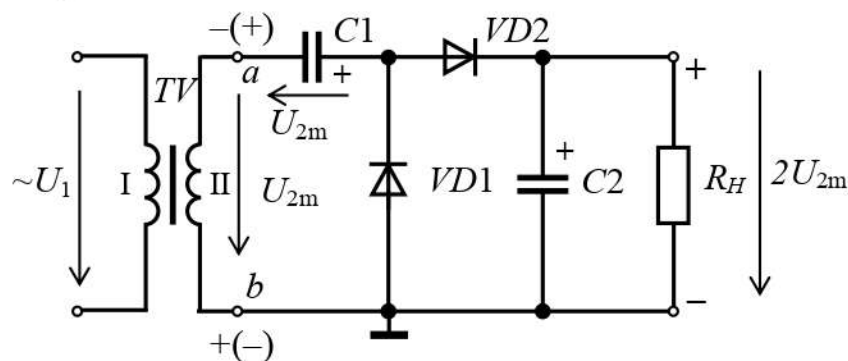 –(+)
C1
VD2
a
+
+
TV
U2m
~U1
I
II
U2m
VD1
+
C2
RH
2U2m
b
–
+(–)